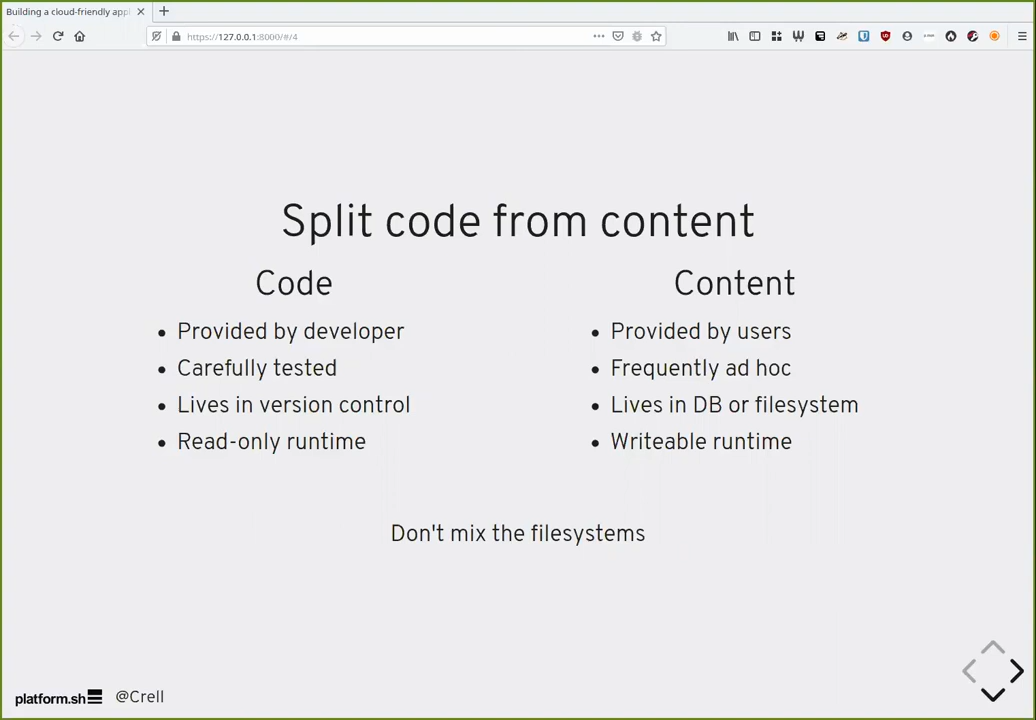 Building a cloud-friendly appl
https://127.0.0.1:8000/#/4
Split code from content
Code
Provided by developer
Carefully tested
Lives in version control
Read-only runtime
Content
Provided by users
Frequently ad hoc
Lives in DB or filesystem
Writeable runtime
Don't mix the filesystems
platform.sh
@Crell